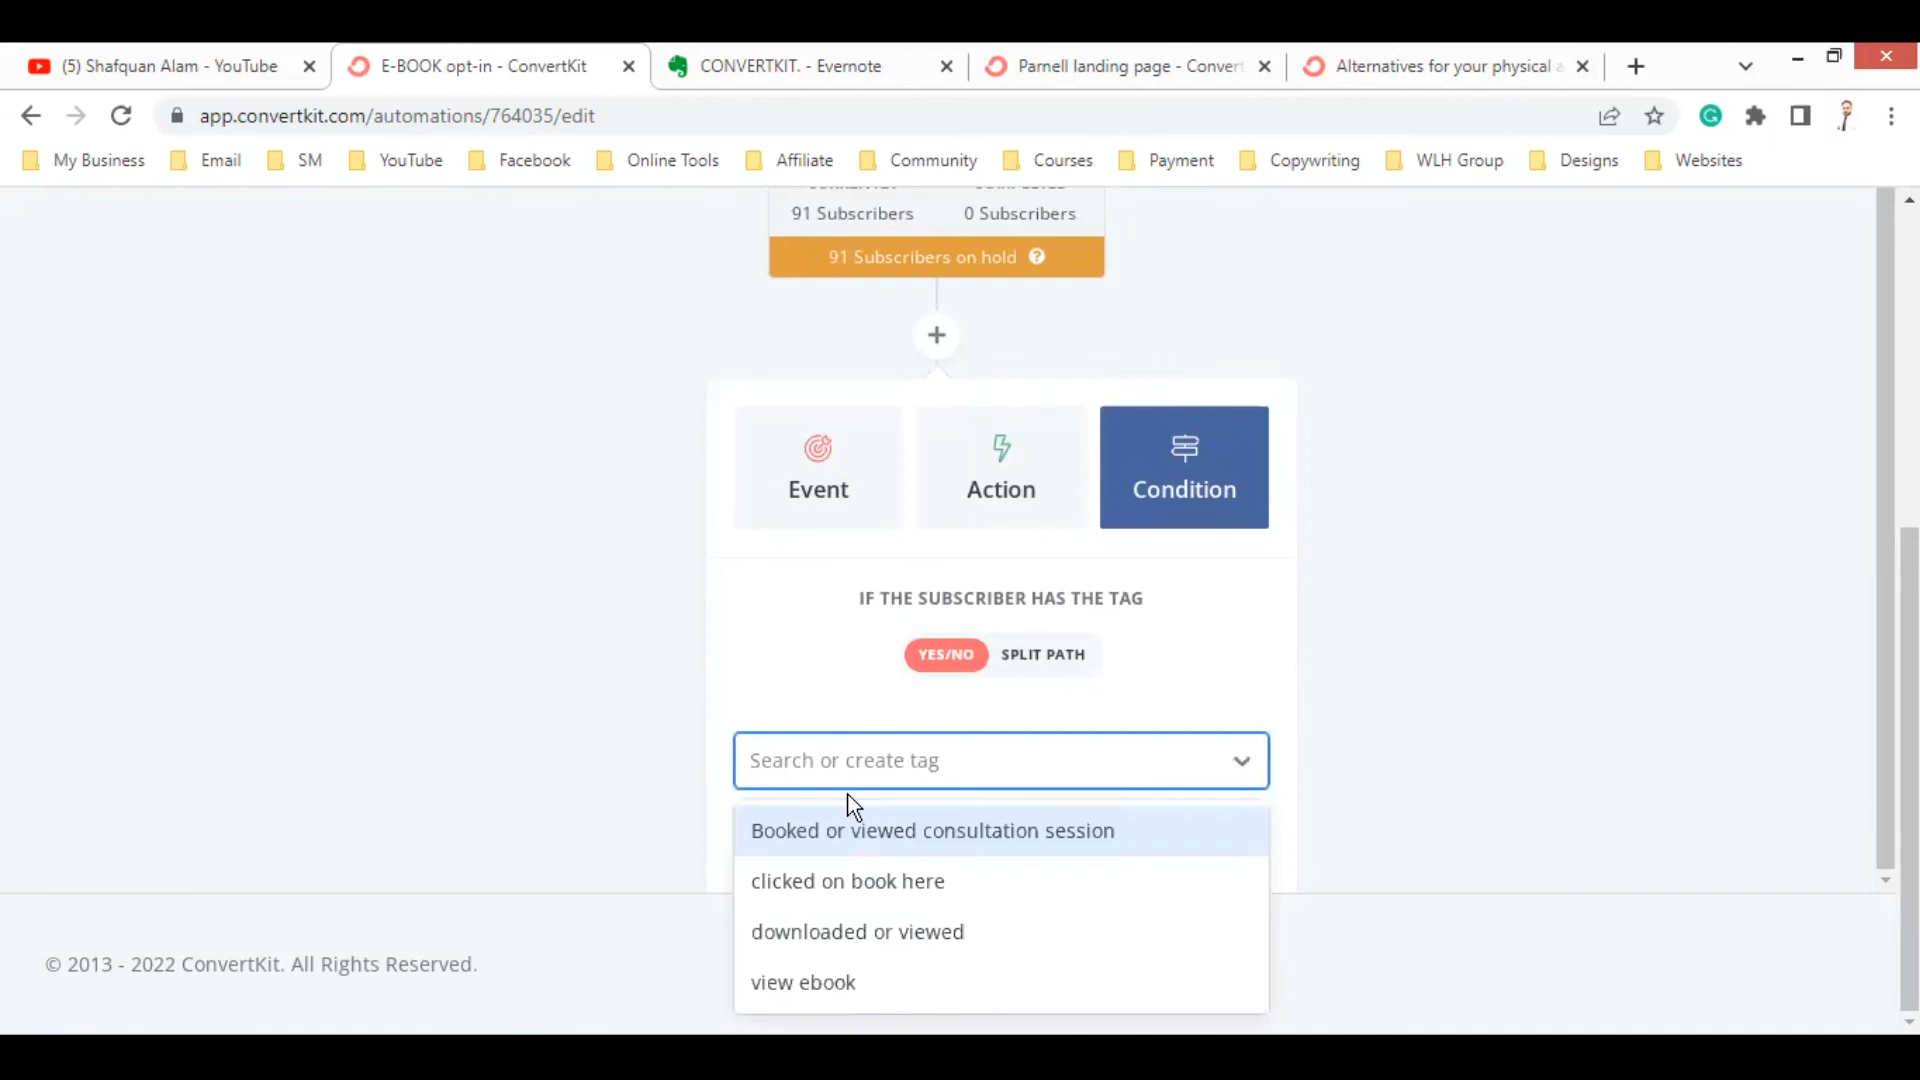 (5) Shafquan Alam - YouTube
E-BOOK opt-in - ConvertKit
CONVERTKIT. - Evernote
Parnell landing page - Convert
Alternatives for your physical a
app.convertkit.com/automations/764035/edit
My Business
Email
SM
YouTube
Facebook
Online Tools
Affiliate
Community
Courses
Payment
Copywriting
WLH Group
Designs
Websites
91 Subscribers
0 Subscribers
91 Subscribers on hold ?
Event
Action
Condition
IF THE SUBSCRIBER HAS THE TAG
YES/NO
SPLIT PATH
Search or create tag
Booked or viewed consultation session
clicked on book here
downloaded or viewed
view ebook
© 2013 - 2022 ConvertKit. All Rights Reserved.